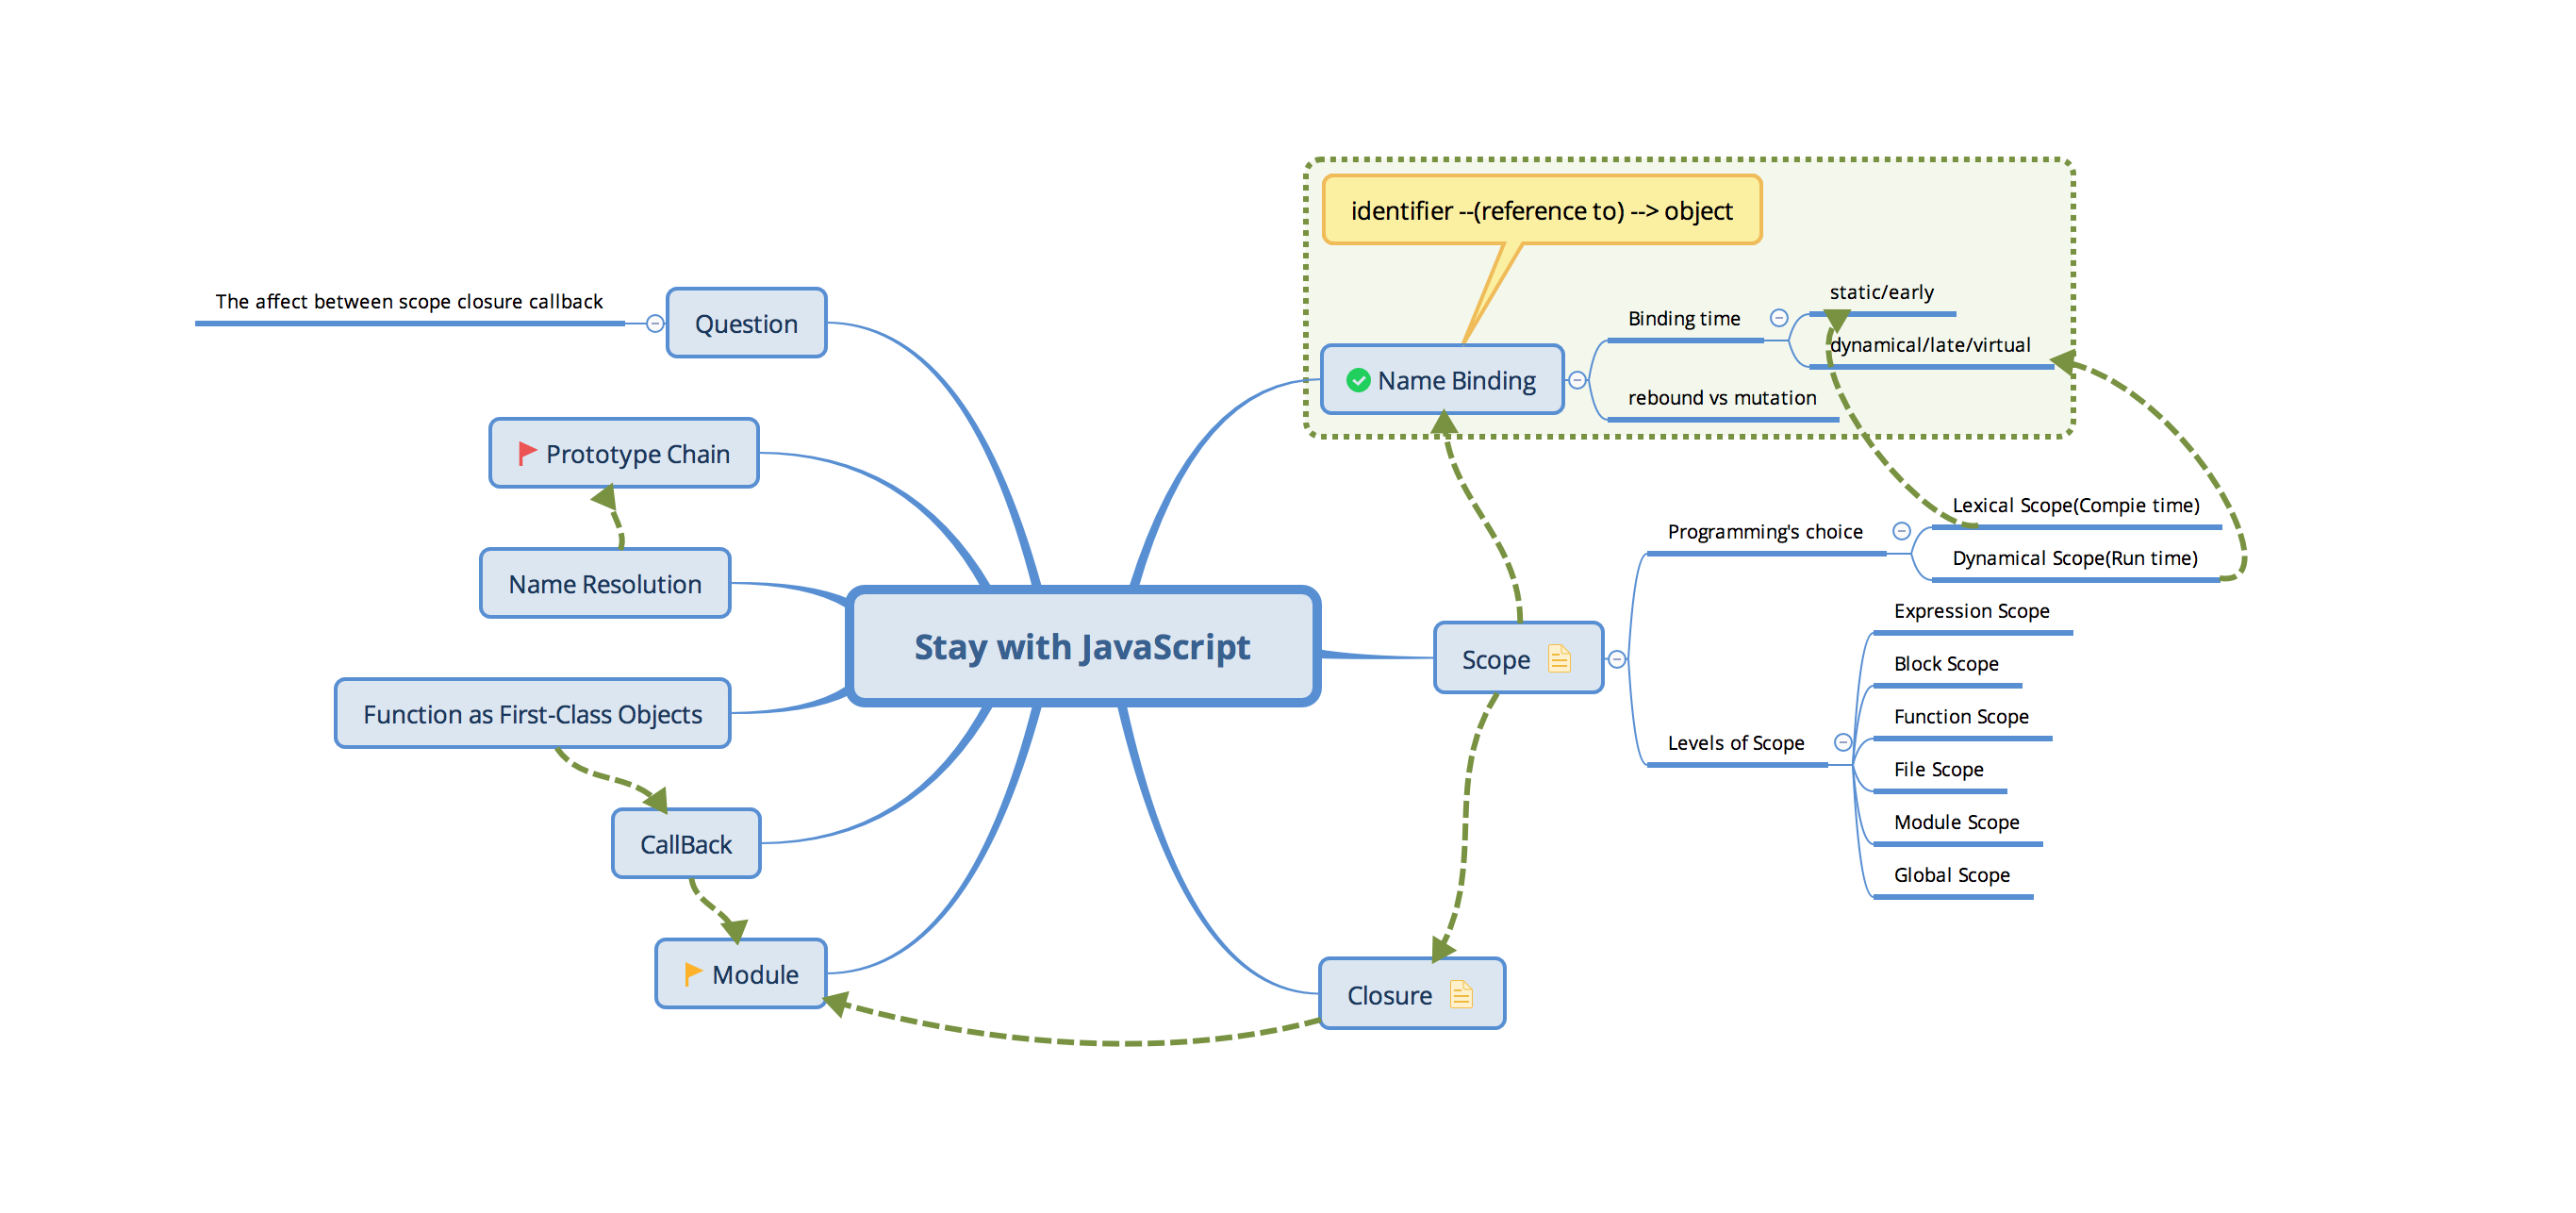 Stay with JavaScript
identifier --(reference to) --> object
Name Binding
Binding time
static/early
dynamical/late/virtual
rebound vs mutation
Scope
Programming's choice
Lexical Scope(Compie time)
Dynamical Scope(Run time)
Levels of Scope
Expression Scope
Block Scope
Function Scope
File Scope
Module Scope
Global Scope
Closure
Question
The affect between scope closure callback
Prototype Chain
Name Resolution
Function as First-Class Objects
CallBack
Module